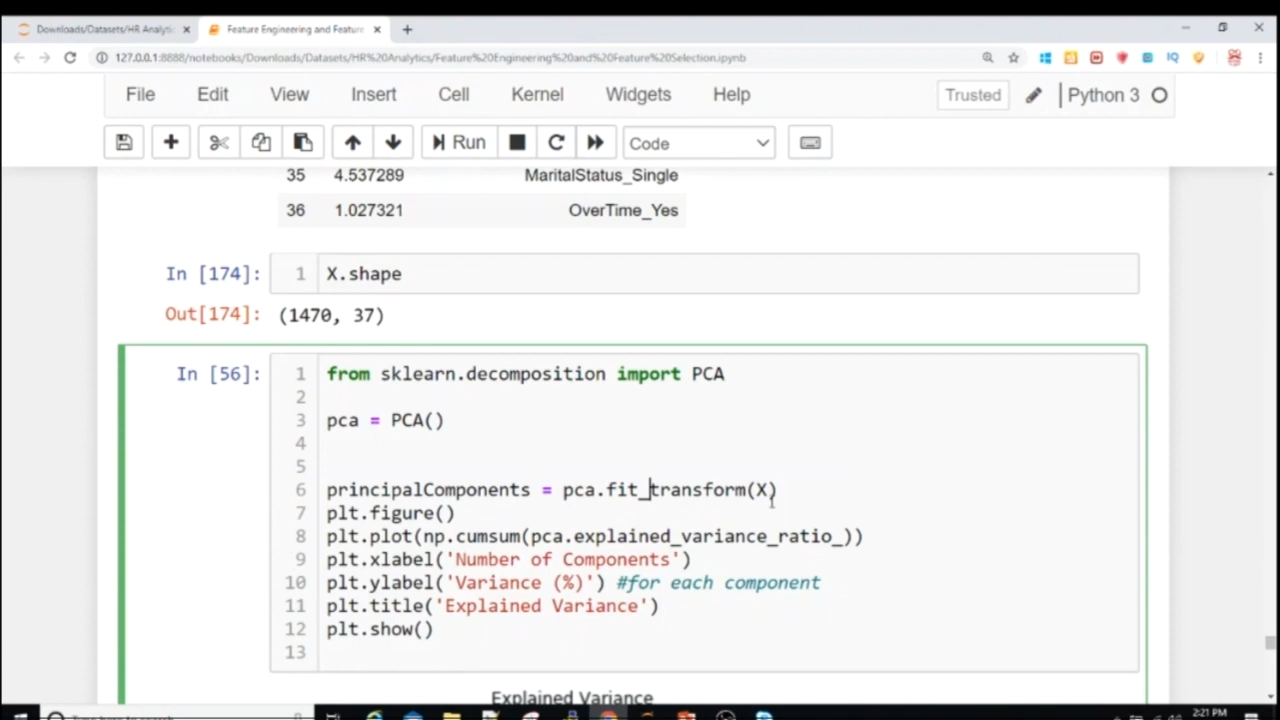 Downloads/Datasets/HR Analytic
Feature Engineering and Feature
127.0.0.1:8888/notebooks/Downloads/Datasets/HR%20Analytics/Feature%20Engineering%20and%20Feature%20Selection.ipynb
IQ
File Edit View Insert Cell Kernel Widgets Help Trusted Python 3
Run Code
35 4.537289 MaritalStatus_Single
36 1.027321 OverTime_Yes
In [174]: 1 X.shape
Out[174]: (1470, 37)
In [56]: 1 from sklearn.decomposition import PCA
2
3 pca = PCA()
4
5
6 principalComponents = pca.fit_transform(X)
7 plt.figure()
8 plt.plot(np.cumsum(pca.explained_variance_ratio_))
9 plt.xlabel('Number of Components')
10 plt.ylabel('Variance (%)') #for each component
11 plt.title('Explained Variance')
12 plt.show()
13
Explained Variance
2:21 PM